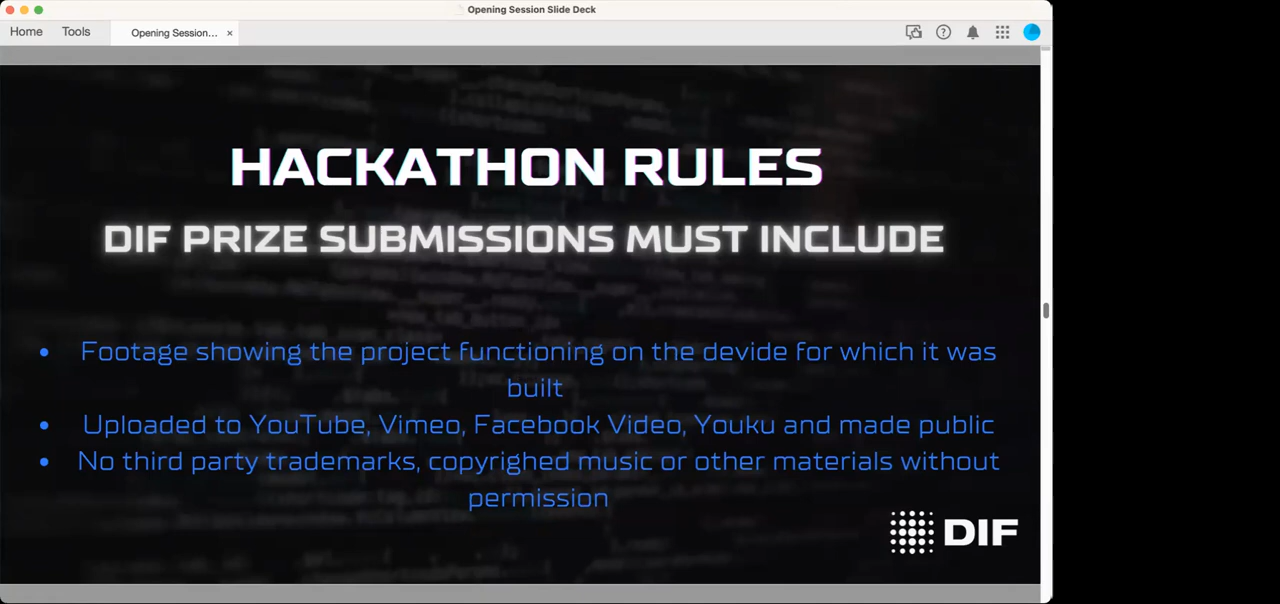 Opening Session Slide Deck
Home Tools Opening Session... ×
HACKATHON RULES
DIF PRIZE SUBMISSIONS MUST INCLUDE
• Footage showing the project functioning on the devide for which it was
built
• Uploaded to YouTube, Vimeo, Facebook Video, Youku and made public
• No third party trademarks, copyrighed music or other materials without
permission
DIF